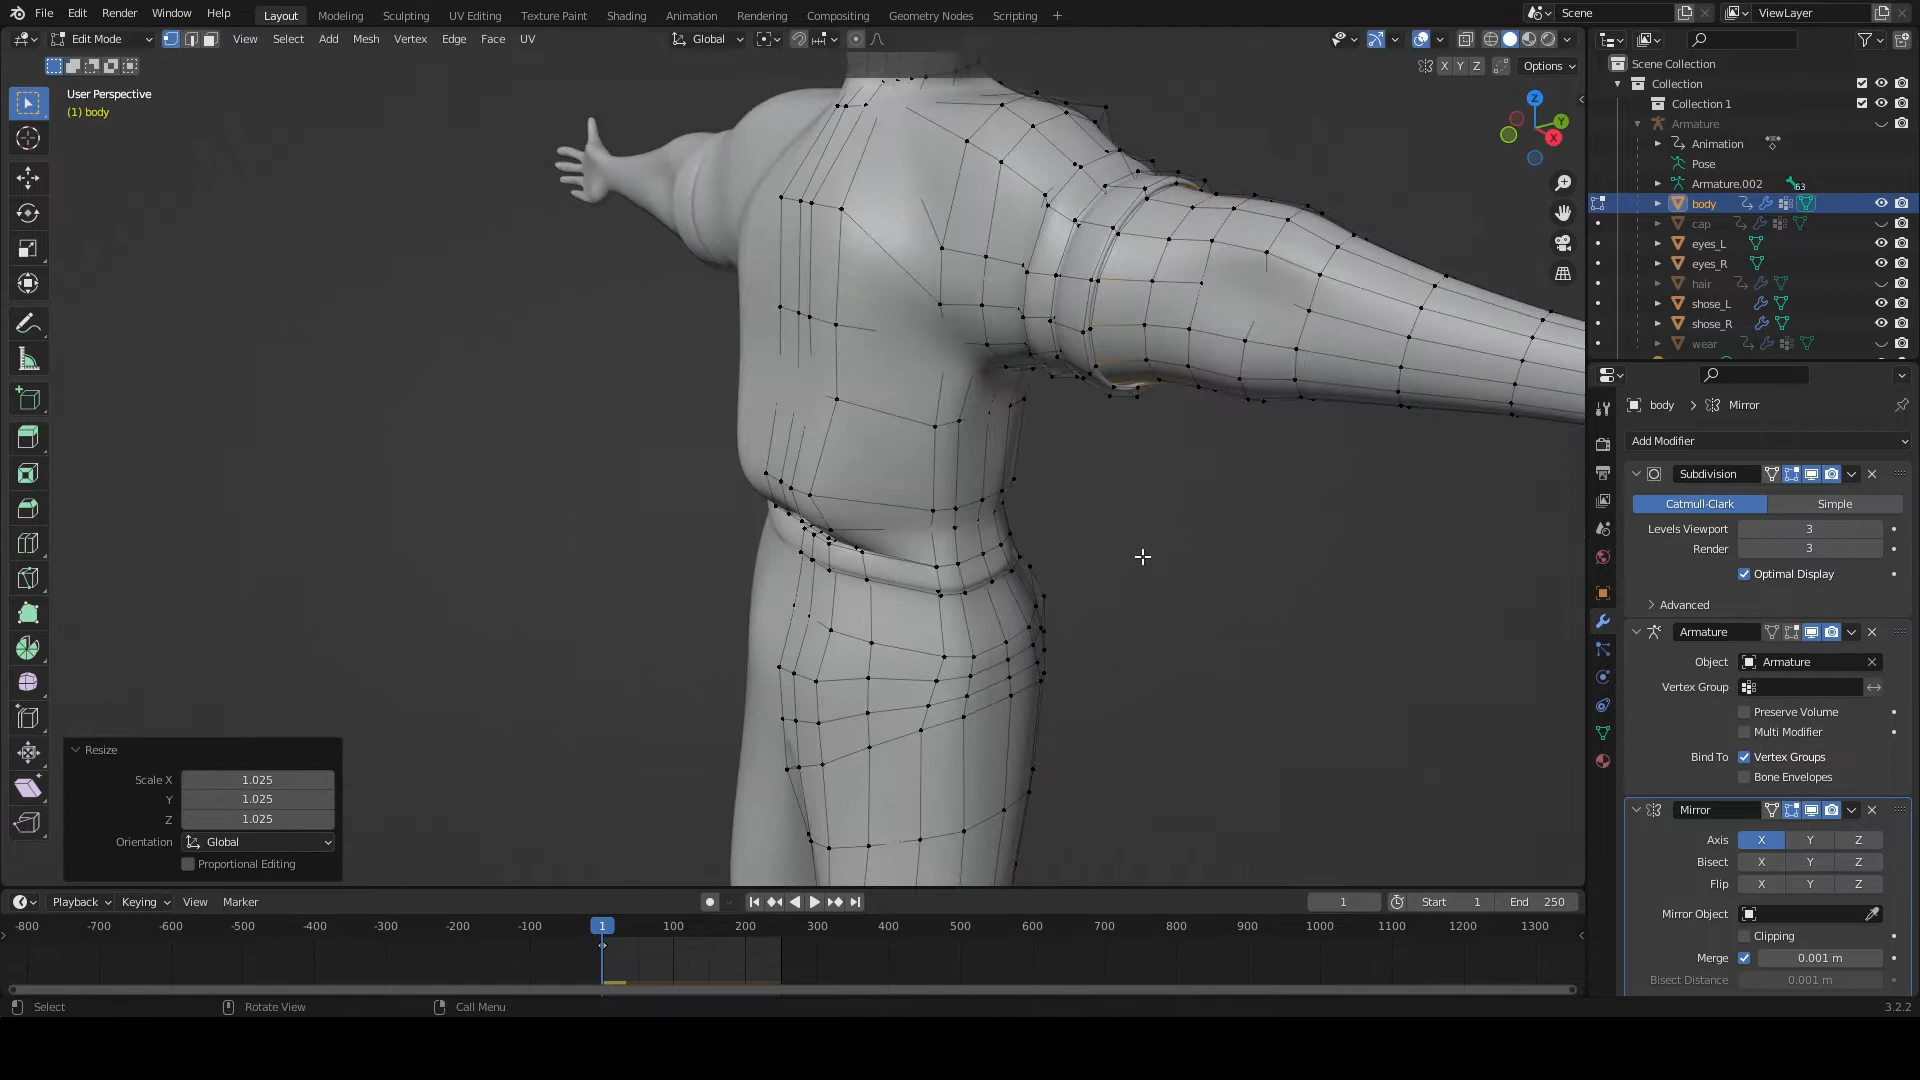 File Edit Render Window Help Layout Modeling Sculpting UV Editing Texture Paint Shading Animation Rendering Compositing Geometry Nodes Scripting + Scene ViewLayer
Edit Mode View Select Add Mesh Vertex Edge Face UV Global
X Y Z Options
User Perspective
(1) body
Z
Y
X
Scene Collection
Collection
Collection 1
Armature
Animation
Pose
Armature.002 63
body
cap
eyes_L
eyes_R
hair
shose_L
shose_R
wear
body > Mirror
Add Modifier
Subdivision
Catmull-Clark Simple
Levels Viewport 3
Render 3
Optimal Display
Advanced
Armature
Object Armature
Vertex Group
Preserve Volume
Multi Modifier
Bind To Vertex Groups
Bone Envelopes
Mirror
Axis X Y Z
Bisect X Y Z
Flip X Y Z
Mirror Object
Clipping
Merge 0.001 m
Bisect Distance 0.001 m
Resize
Scale X 1.025
Y 1.025
Z 1.025
Orientation Global
Proportional Editing
Playback Keying View Marker 1 Start 1 End 250
-800 -700 -600 -500 -400 -300 -200 -100 1 100 200 300 400 500 600 700 800 900 1000 1100 1200 1300
Select Rotate View Call Menu 3.2.2